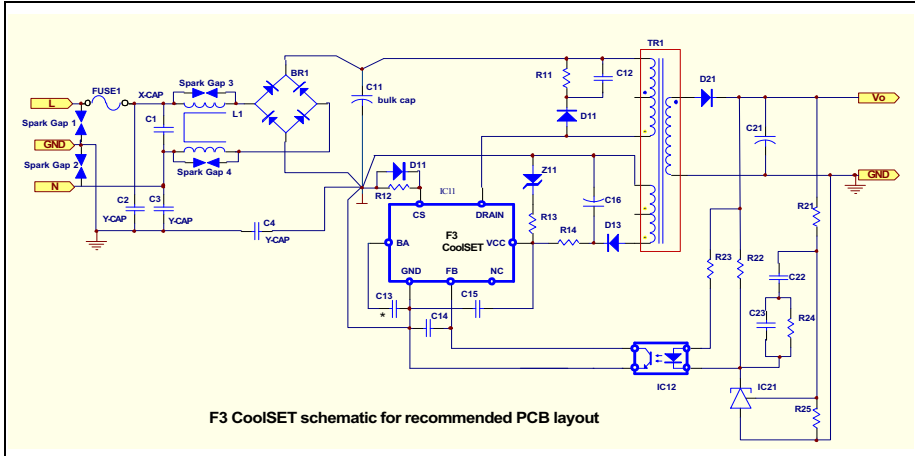 TR1
BR1
R11
C12
D21
C11
bulk cap
FUSE1
X-CAP
Spark Gap 3
L
Vo
L1
Spark Gap 1
C1
D11
C21
GND
Spark Gap 2
Spark Gap 4
D11
Z11
N
GND
R12
IC11
C16
CS
DRAIN
R21
C2
C3
Y-CAP
Y-CAP
C4
Y-CAP
F3
CoolSET
BA
VCC
R13
R14
D13
R23
R22
GND
FB
NC
C22
C13
*
C15
C14
C23
R24
IC12
IC21
R25
F3 CoolSET schematic for recommended PCB layout